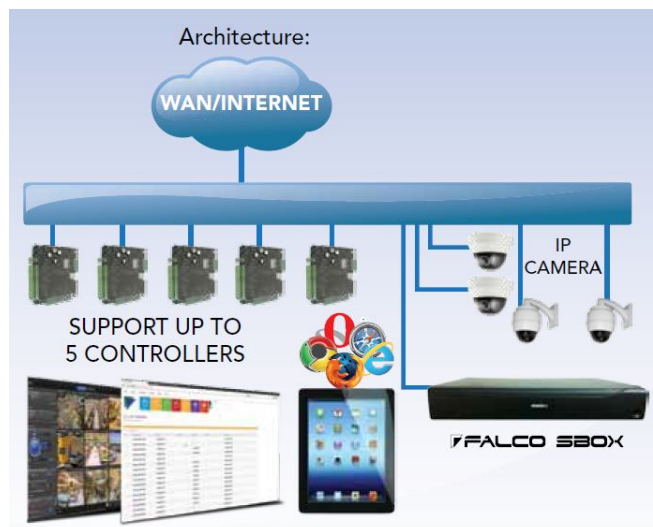 Architecture:
WAN/INTERNET
IP
CAMERA
SUPPORT UP TO
5 CONTROLLERS
FALCO SBOX